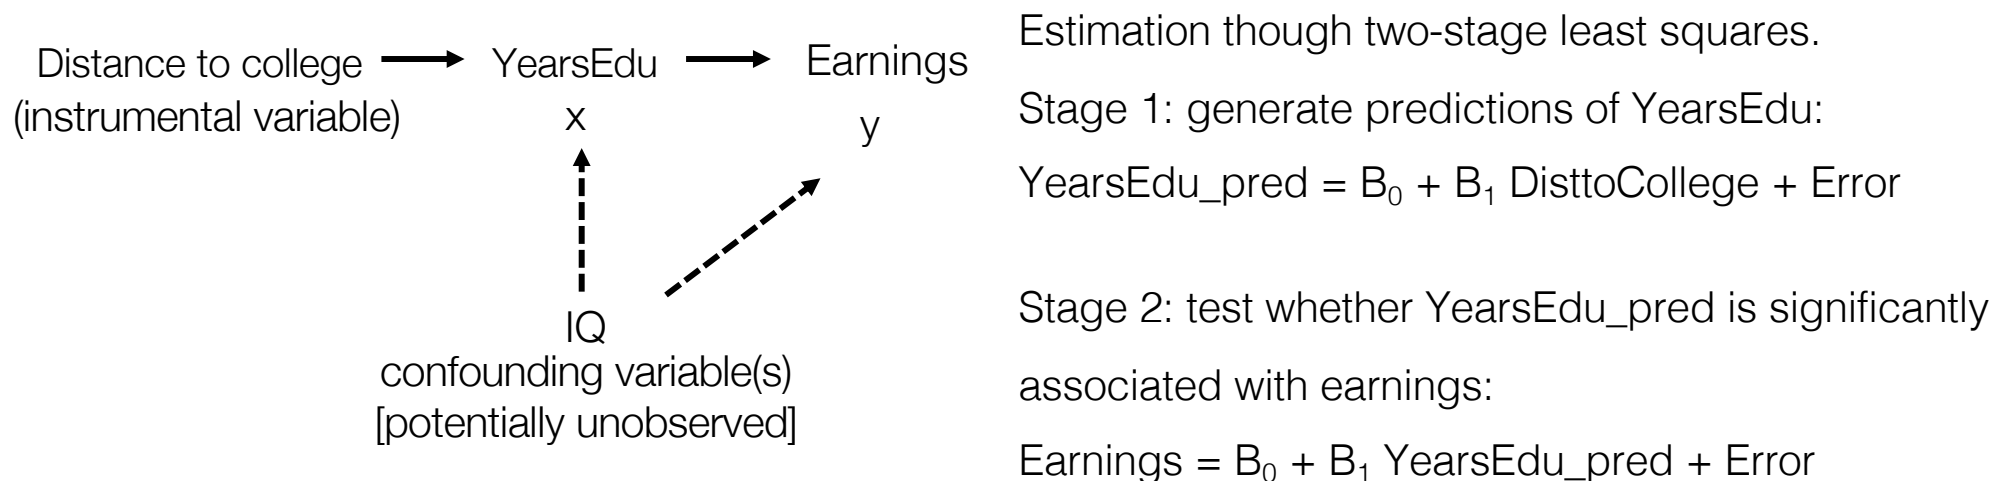 Distance to college
(instrumental variable)
YearsEdu
x
Earnings
y
IQ
confounding variable(s)
[potentially unobserved]
Estimation though two-stage least squares.
Stage 1: generate predictions of YearsEdu:
YearsEdu_pred = B₀ + B₁ DisttoCollege + Error
Stage 2: test whether YearsEdu_pred is significantly
associated with earnings:
Earnings = B₀ + B₁ YearsEdu_pred + Error